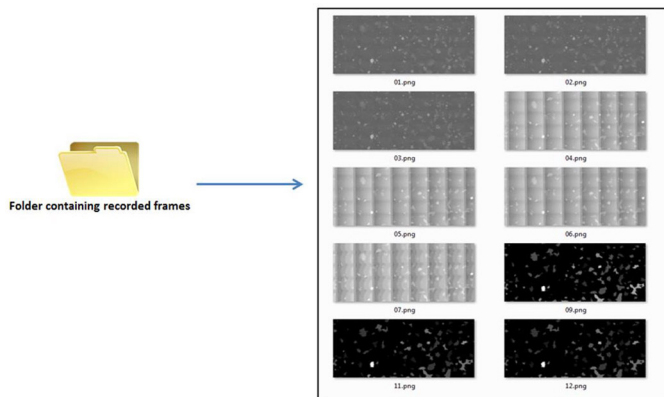 01.png
02.png
03.png
04.png
Folder containing recorded frames
05.png
06.png
07.png
09.png
11.png
12.png